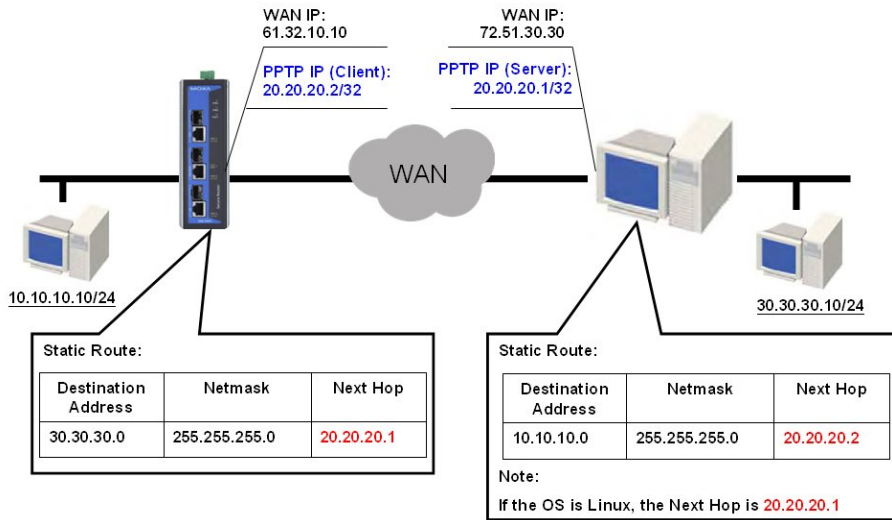 WAN IP:
61.32.10.10
PPTP IP (Client):
20.20.20.2/32
WAN IP:
72.51.30.30
PPTP IP (Server):
20.20.20.1/32
MOXA
WAN
10.10.10.10/24
30.30.30.10/24
Static Route:
Destination Address Netmask Next Hop
30.30.30.0 255.255.255.0 20.20.20.1
Static Route:
Destination Address Netmask Next Hop
10.10.10.0 255.255.255.0 20.20.20.2
Note:
If the OS is Linux, the Next Hop is 20.20.20.1